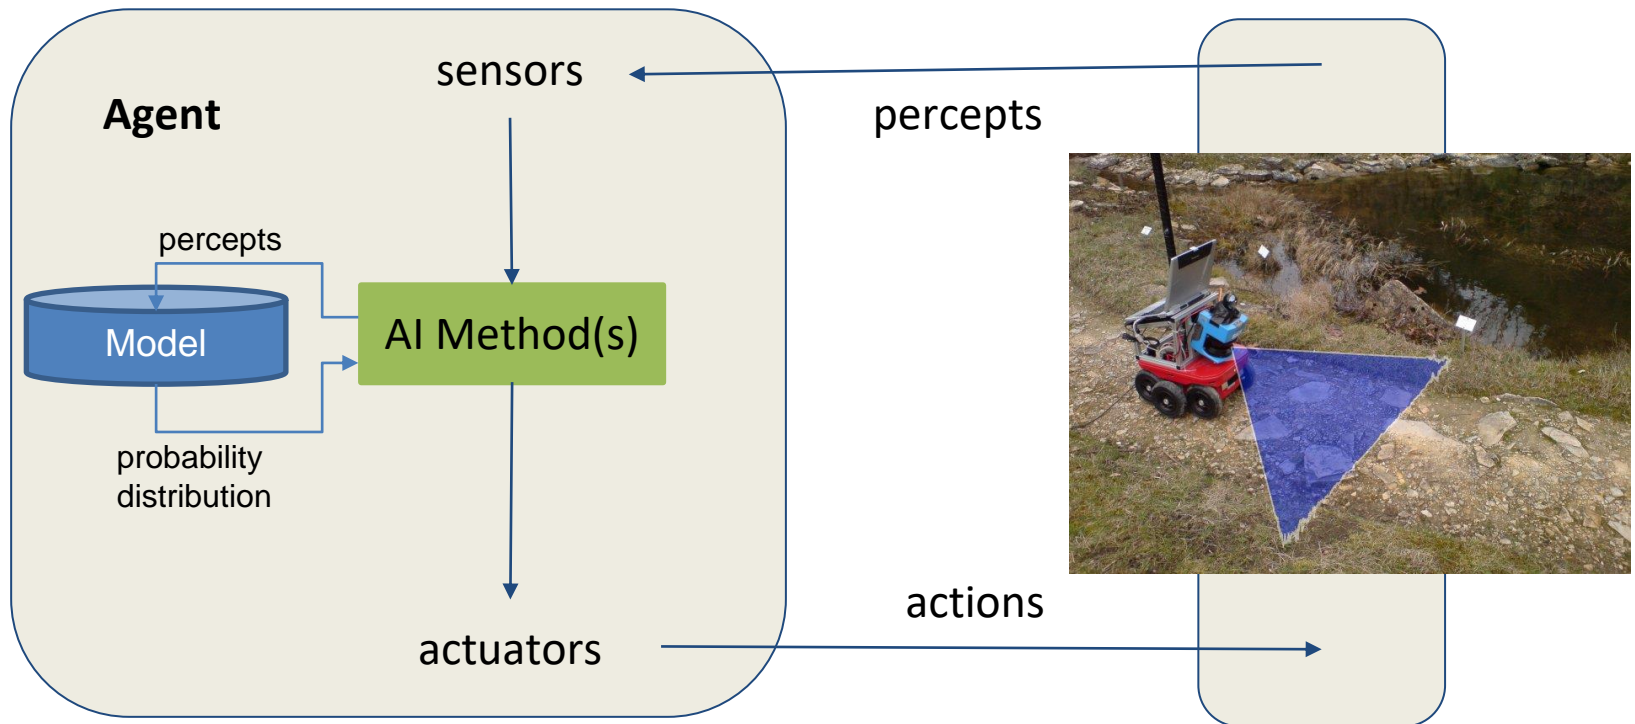 sensors
Agent
percepts
percepts
Model
AI Method(s)
probability
distribution
actions
actuators